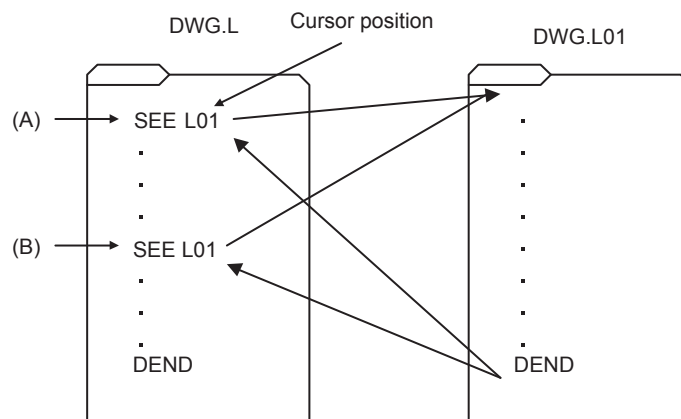 DWG.L
Cursor position
DWG.L01
(A)
SEE L01
(B)
SEE L01
DEND
DEND